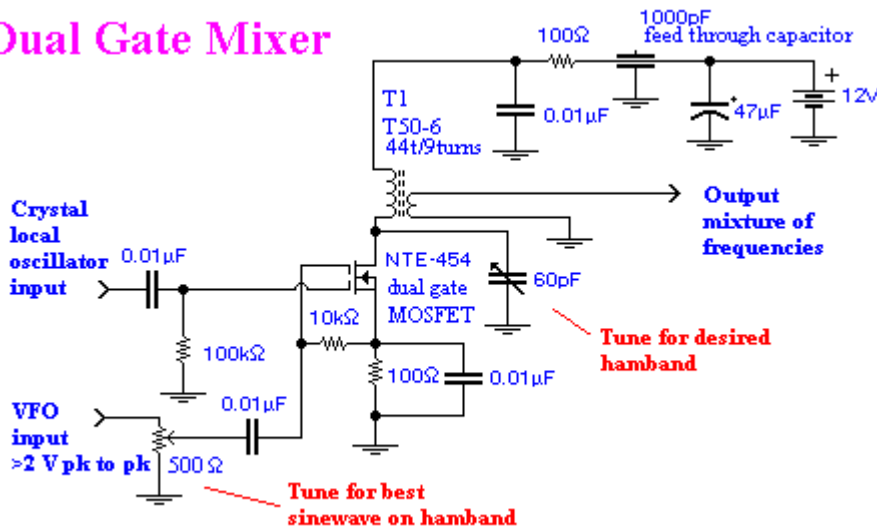 Dual Gate Mixer
1000pF
100Ω
feed through capacitor
+
12V
T1
T50-6
44t/9turns
0.01µF
47µF
+
Output
mixture of
frequencies
Crystal
local
oscillator
input
0.01µF
NTE-454
dual gate
MOSFET
60pF
10kΩ
Tune for desired
hamband
100kΩ
100Ω
0.01µF
0.01µF
VFO
input
>2 V pk to pk
500 Ω
Tune for best
sinewave on hamband